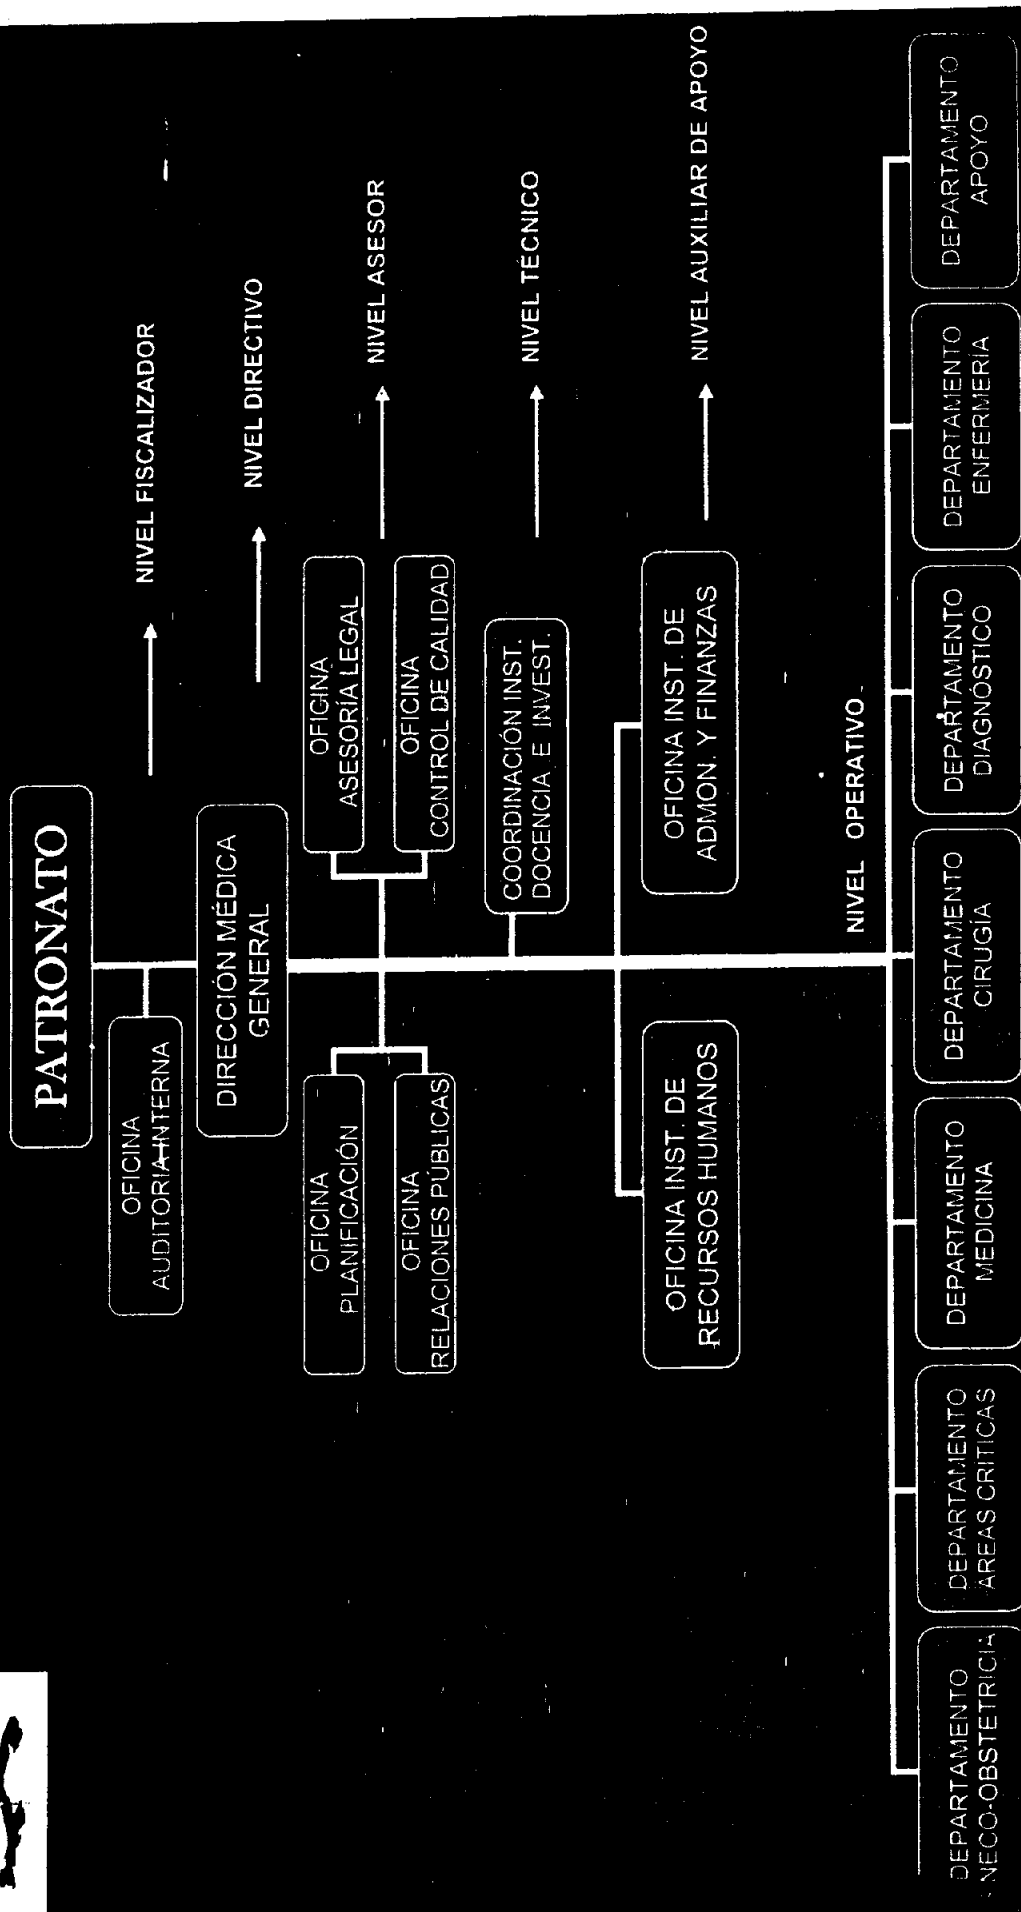 PATRONATO
OFICINA
AUDITORIA INTERNA
NIVEL FISCALIZADOR
DIRECCIÓN MÉDICA
GENERAL
NIVEL DIRECTIVO
OFICINA
PLANIFICACIÓN
OFICINA
ASESORÍA LEGAL
NIVEL ASESOR
OFICINA
RELACIONES PÚBLICAS
OFICINA
CONTROL DE CALIDAD
COORDINACIÓN INST.
DOCENCIA E INVEST.
NIVEL TÉCNICO
OFICINA INST. DE
RECURSOS HUMANOS
OFICINA INST. DE
ADMON. Y FINANZAS
NIVEL AUXILIAR DE APOYO
NIVEL OPERATIVO
DEPARTAMENTO
NECO-OBSTETRICIA
DEPARTAMENTO
ÁREAS CRÍTICAS
DEPARTAMENTO
MEDICINA
DEPARTAMENTO
CIRUGÍA
DEPARTAMENTO
DIAGNÓSTICO
DEPARTAMENTO
ENFERMERÍA
DEPARTAMENTO
APOYO